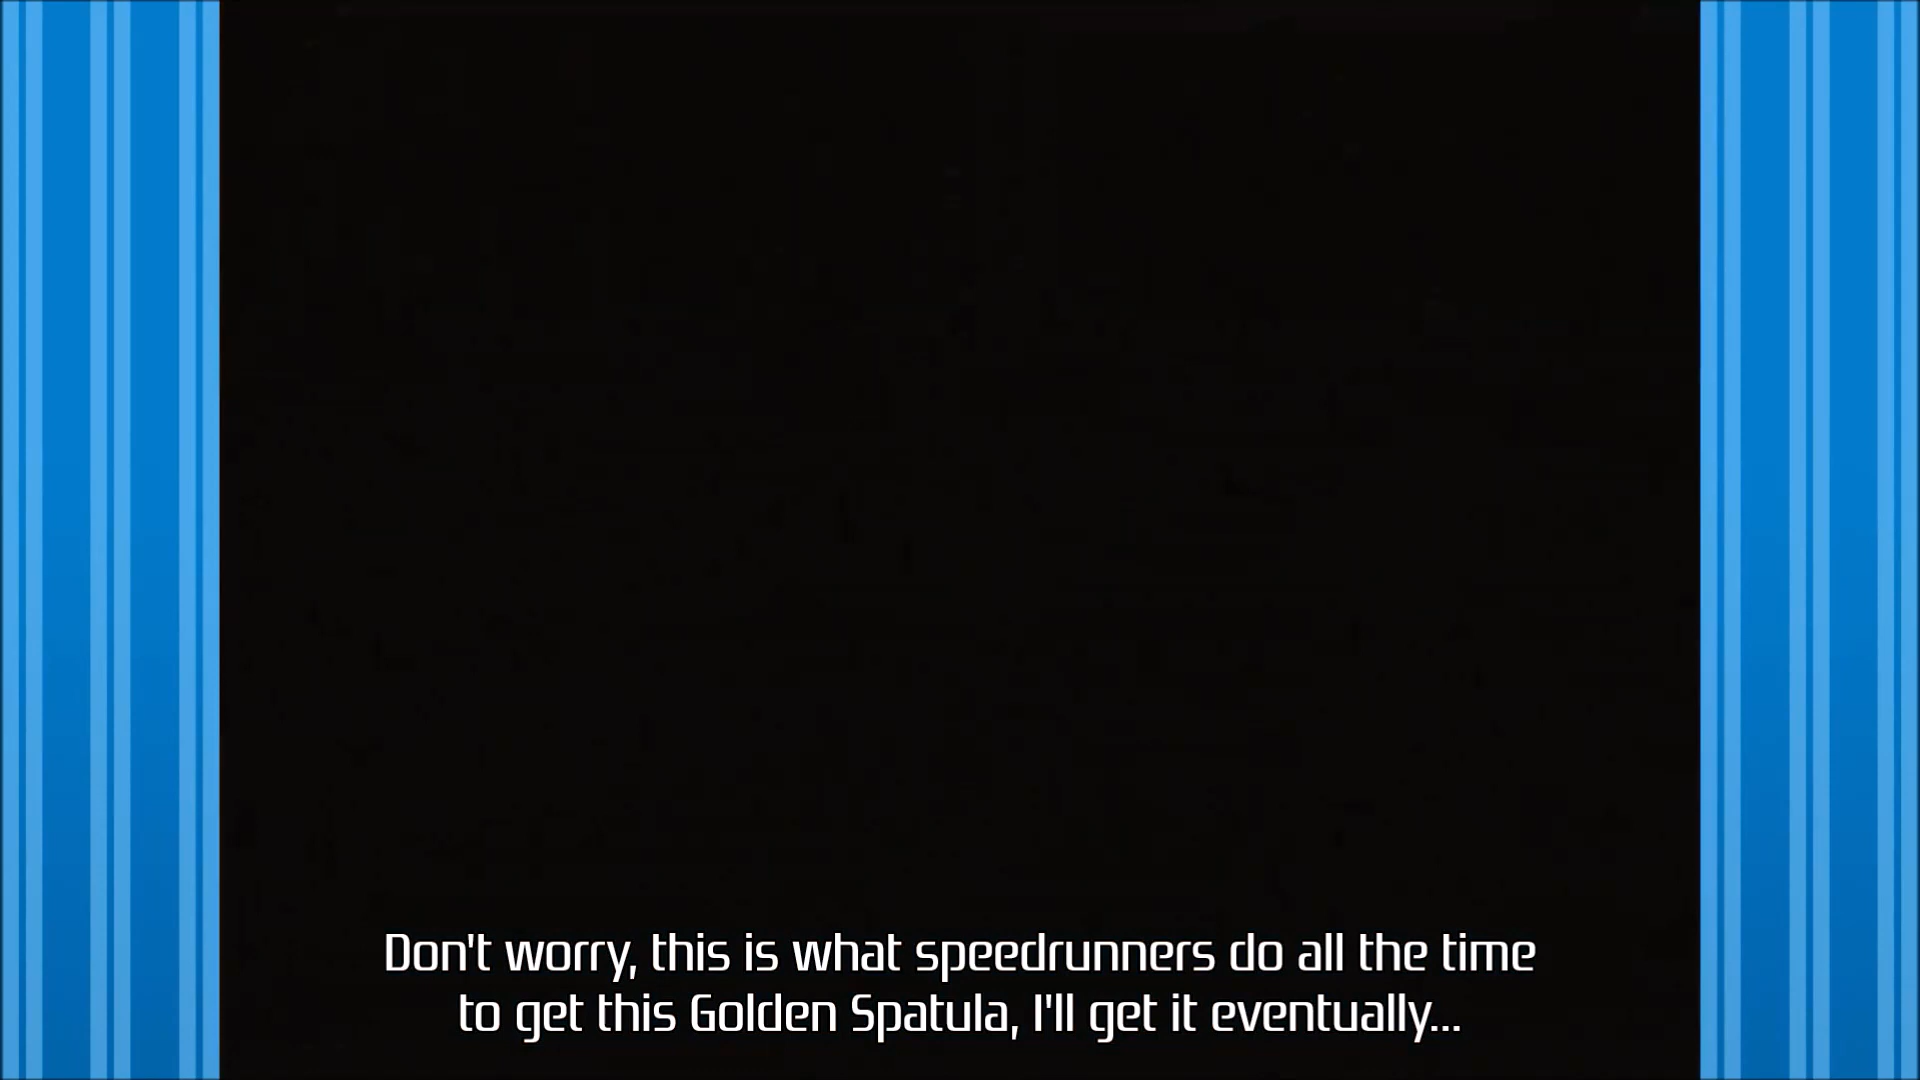 Don't worry, this is what speedrunners do all the time
to get this Golden Spatula, I'll get it eventually...